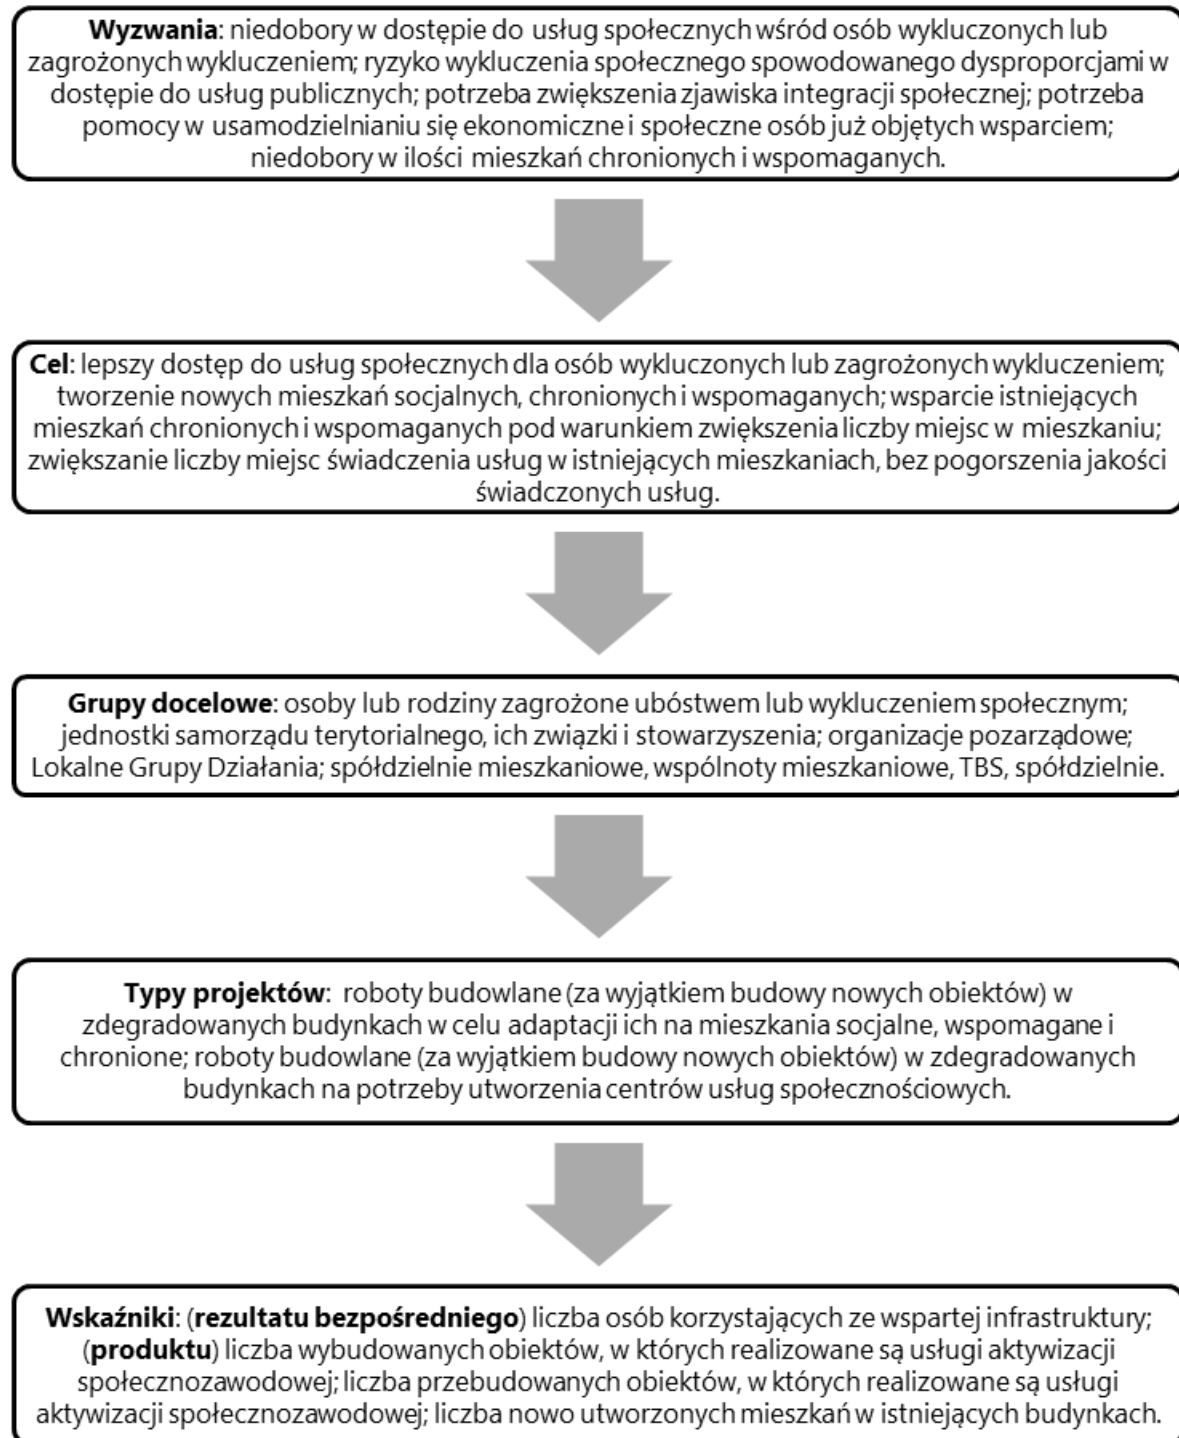 Wyzwania: niedobory w dostępie do usług społecznych wśród osób wykluczonych lub
zagrożonych wykluczeniem; ryzyko wykluczenia społecznego spowodowanego dysproporcjami w
dostępie do usług publicznych; potrzeba zwiększenia zjawiska integracji społecznej; potrzeba
pomocy w usamodzielnianiu się ekonomiczne i społeczne osób już objętych wsparciem;
niedobory w ilości mieszkań chronionych i wspomaganych.
Cel: lepszy dostęp do usług społecznych dla osób wykluczonych lub zagrożonych wykluczeniem;
tworzenie nowych mieszkań socjalnych, chronionych i wspomaganych; wsparcie istniejących
mieszkań chronionych i wspomaganych pod warunkiem zwiększenia liczby miejsc w mieszkaniu;
zwiększanie liczby miejsc świadczenia usług w istniejących mieszkaniach, bez pogorszenia jakości
świadczonych usług.
Grupy docelowe: osoby lub rodziny zagrożone ubóstwem lub wykluczeniem społecznym;
jednostki samorządu terytorialnego, ich związki i stowarzyszenia; organizacje pozarządowe;
Lokalne Grupy Działania; spółdzielnie mieszkaniowe, wspólnoty mieszkaniowe, TBS, spółdzielnie.
Typy projektów: roboty budowlane (za wyjątkiem budowy nowych obiektów) w
zdegradowanych budynkach w celu adaptacji ich na mieszkania socjalne, wspomagane i
chronione; roboty budowlane (za wyjątkiem budowy nowych obiektów) w zdegradowanych
budynkach na potrzeby utworzenia centrów usług społecznościowych.
Wskaźniki: (rezultatu bezpośredniego) liczba osób korzystających ze wspartej infrastruktury;
(produktu) liczba wybudowanych obiektów, w których realizowane są usługi aktywizacji
społecznozawodowej; liczba przebudowanych obiektów, w których realizowane są usługi
aktywizacji społecznozawodowej; liczba nowo utworzonych mieszkań w istniejących budynkach.